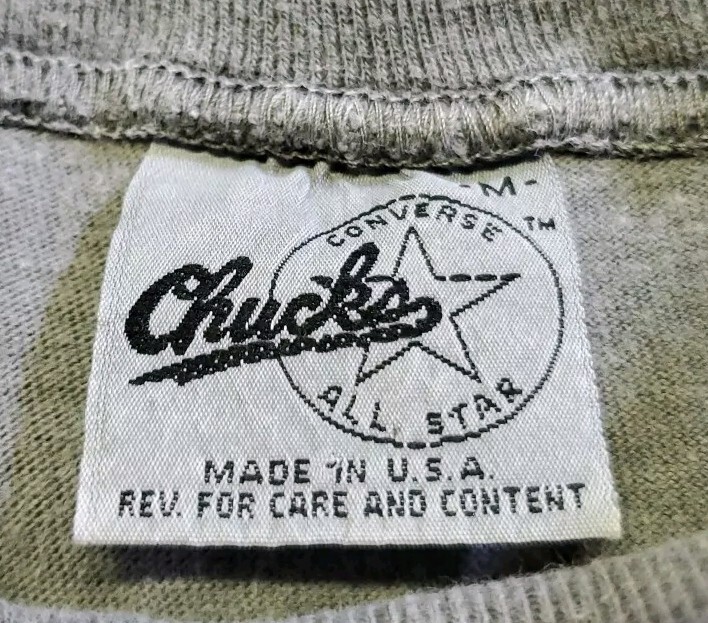 -M-
CONVERSE
TM
Chucks
ALL STAR
MADE IN U.S.A.
REV. FOR CARE AND CONTENT